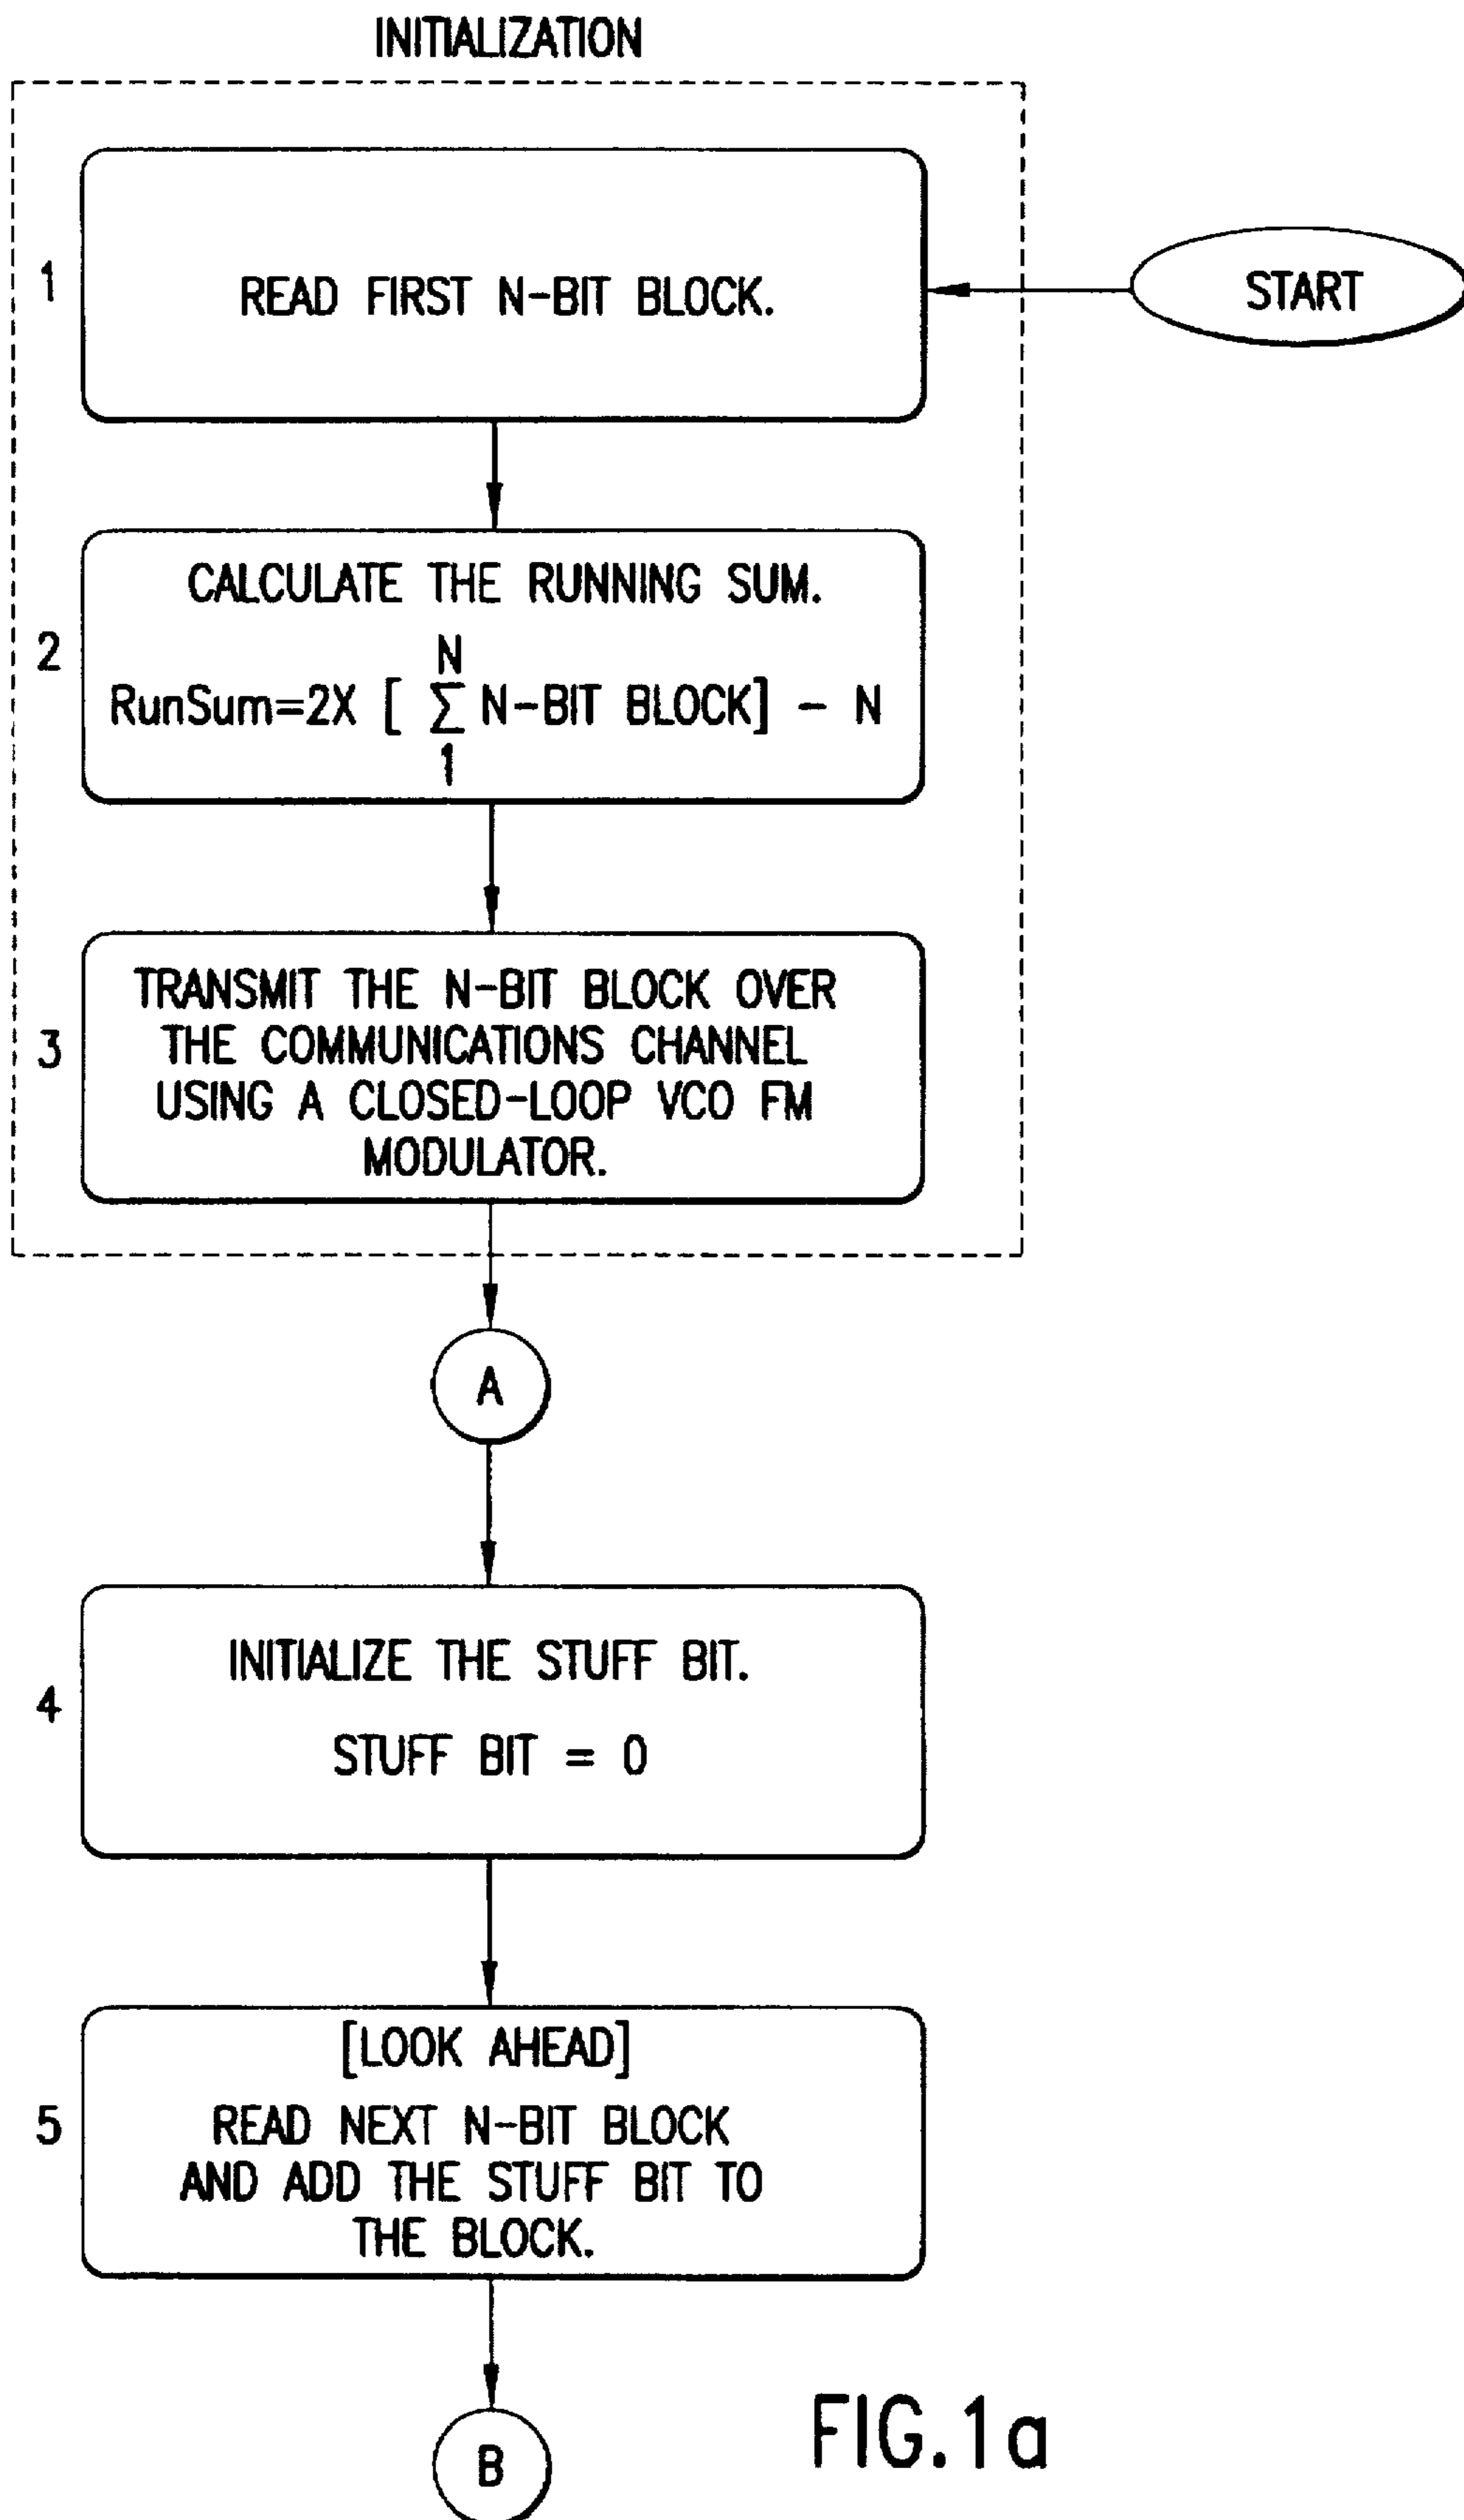 INITIALIZATION
START
1
READ FIRST N-BIT BLOCK.
2
CALCULATE THE RUNNING SUM.
N
RunSum=2X [ Σ N-BIT BLOCK] - N
1
3
TRANSMIT THE N-BIT BLOCK OVER
THE COMMUNICATIONS CHANNEL
USING A CLOSED-LOOP VCO FM
MODULATOR.
A
4
INITIALIZE THE STUFF BIT.
STUFF BIT = 0
5
[LOOK AHEAD]
READ NEXT N-BIT BLOCK
AND ADD THE STUFF BIT TO
THE BLOCK.
B
FIG.1a